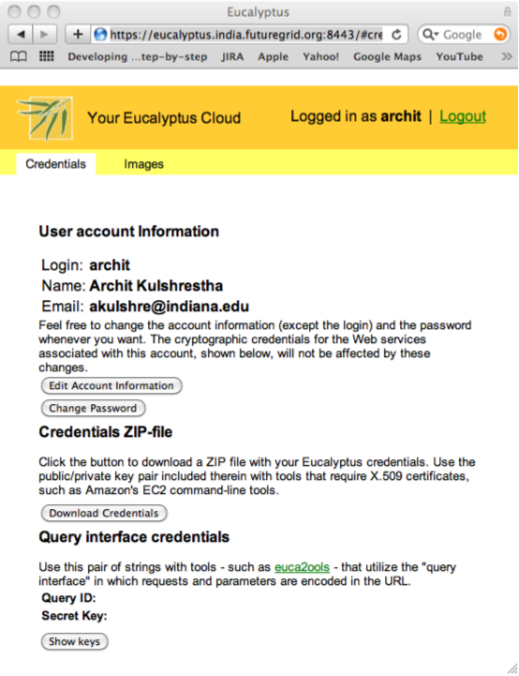 Eucalyptus
https://eucalyptus.india.futuregrid.org:8443/#cre
Google
Developing ...tep-by-step JIRA Apple Yahoo! Google Maps YouTube
Your Eucalyptus Cloud
Logged in as archit | Logout
Credentials Images
User account Information
Login: archit
Name: Archit Kulshrestha
Email: akulshre@indiana.edu
Feel free to change the account information (except the login) and the password
whenever you want. The cryptographic credentials for the Web services
associated with this account, shown below, will not be affected by these
changes.
Edit Account Information
Change Password
Credentials ZIP-file
Click the button to download a ZIP file with your Eucalyptus credentials. Use the
public/private key pair included therein with tools that require X.509 certificates,
such as Amazon's EC2 command-line tools.
Download Credentials
Query interface credentials
Use this pair of strings with tools - such as euca2ools - that utilize the "query
interface" in which requests and parameters are encoded in the URL.
Query ID:
Secret Key:
Show keys